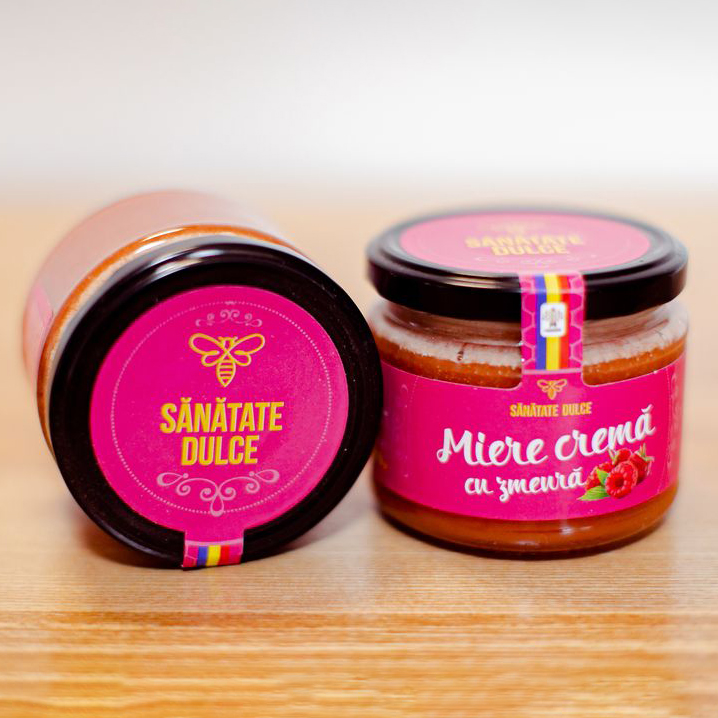 SĂNĂTATE
DULCE
SĂNĂTATE
DULCE
SĂNĂTATE DULCE
Miere cremă
cu zmeură